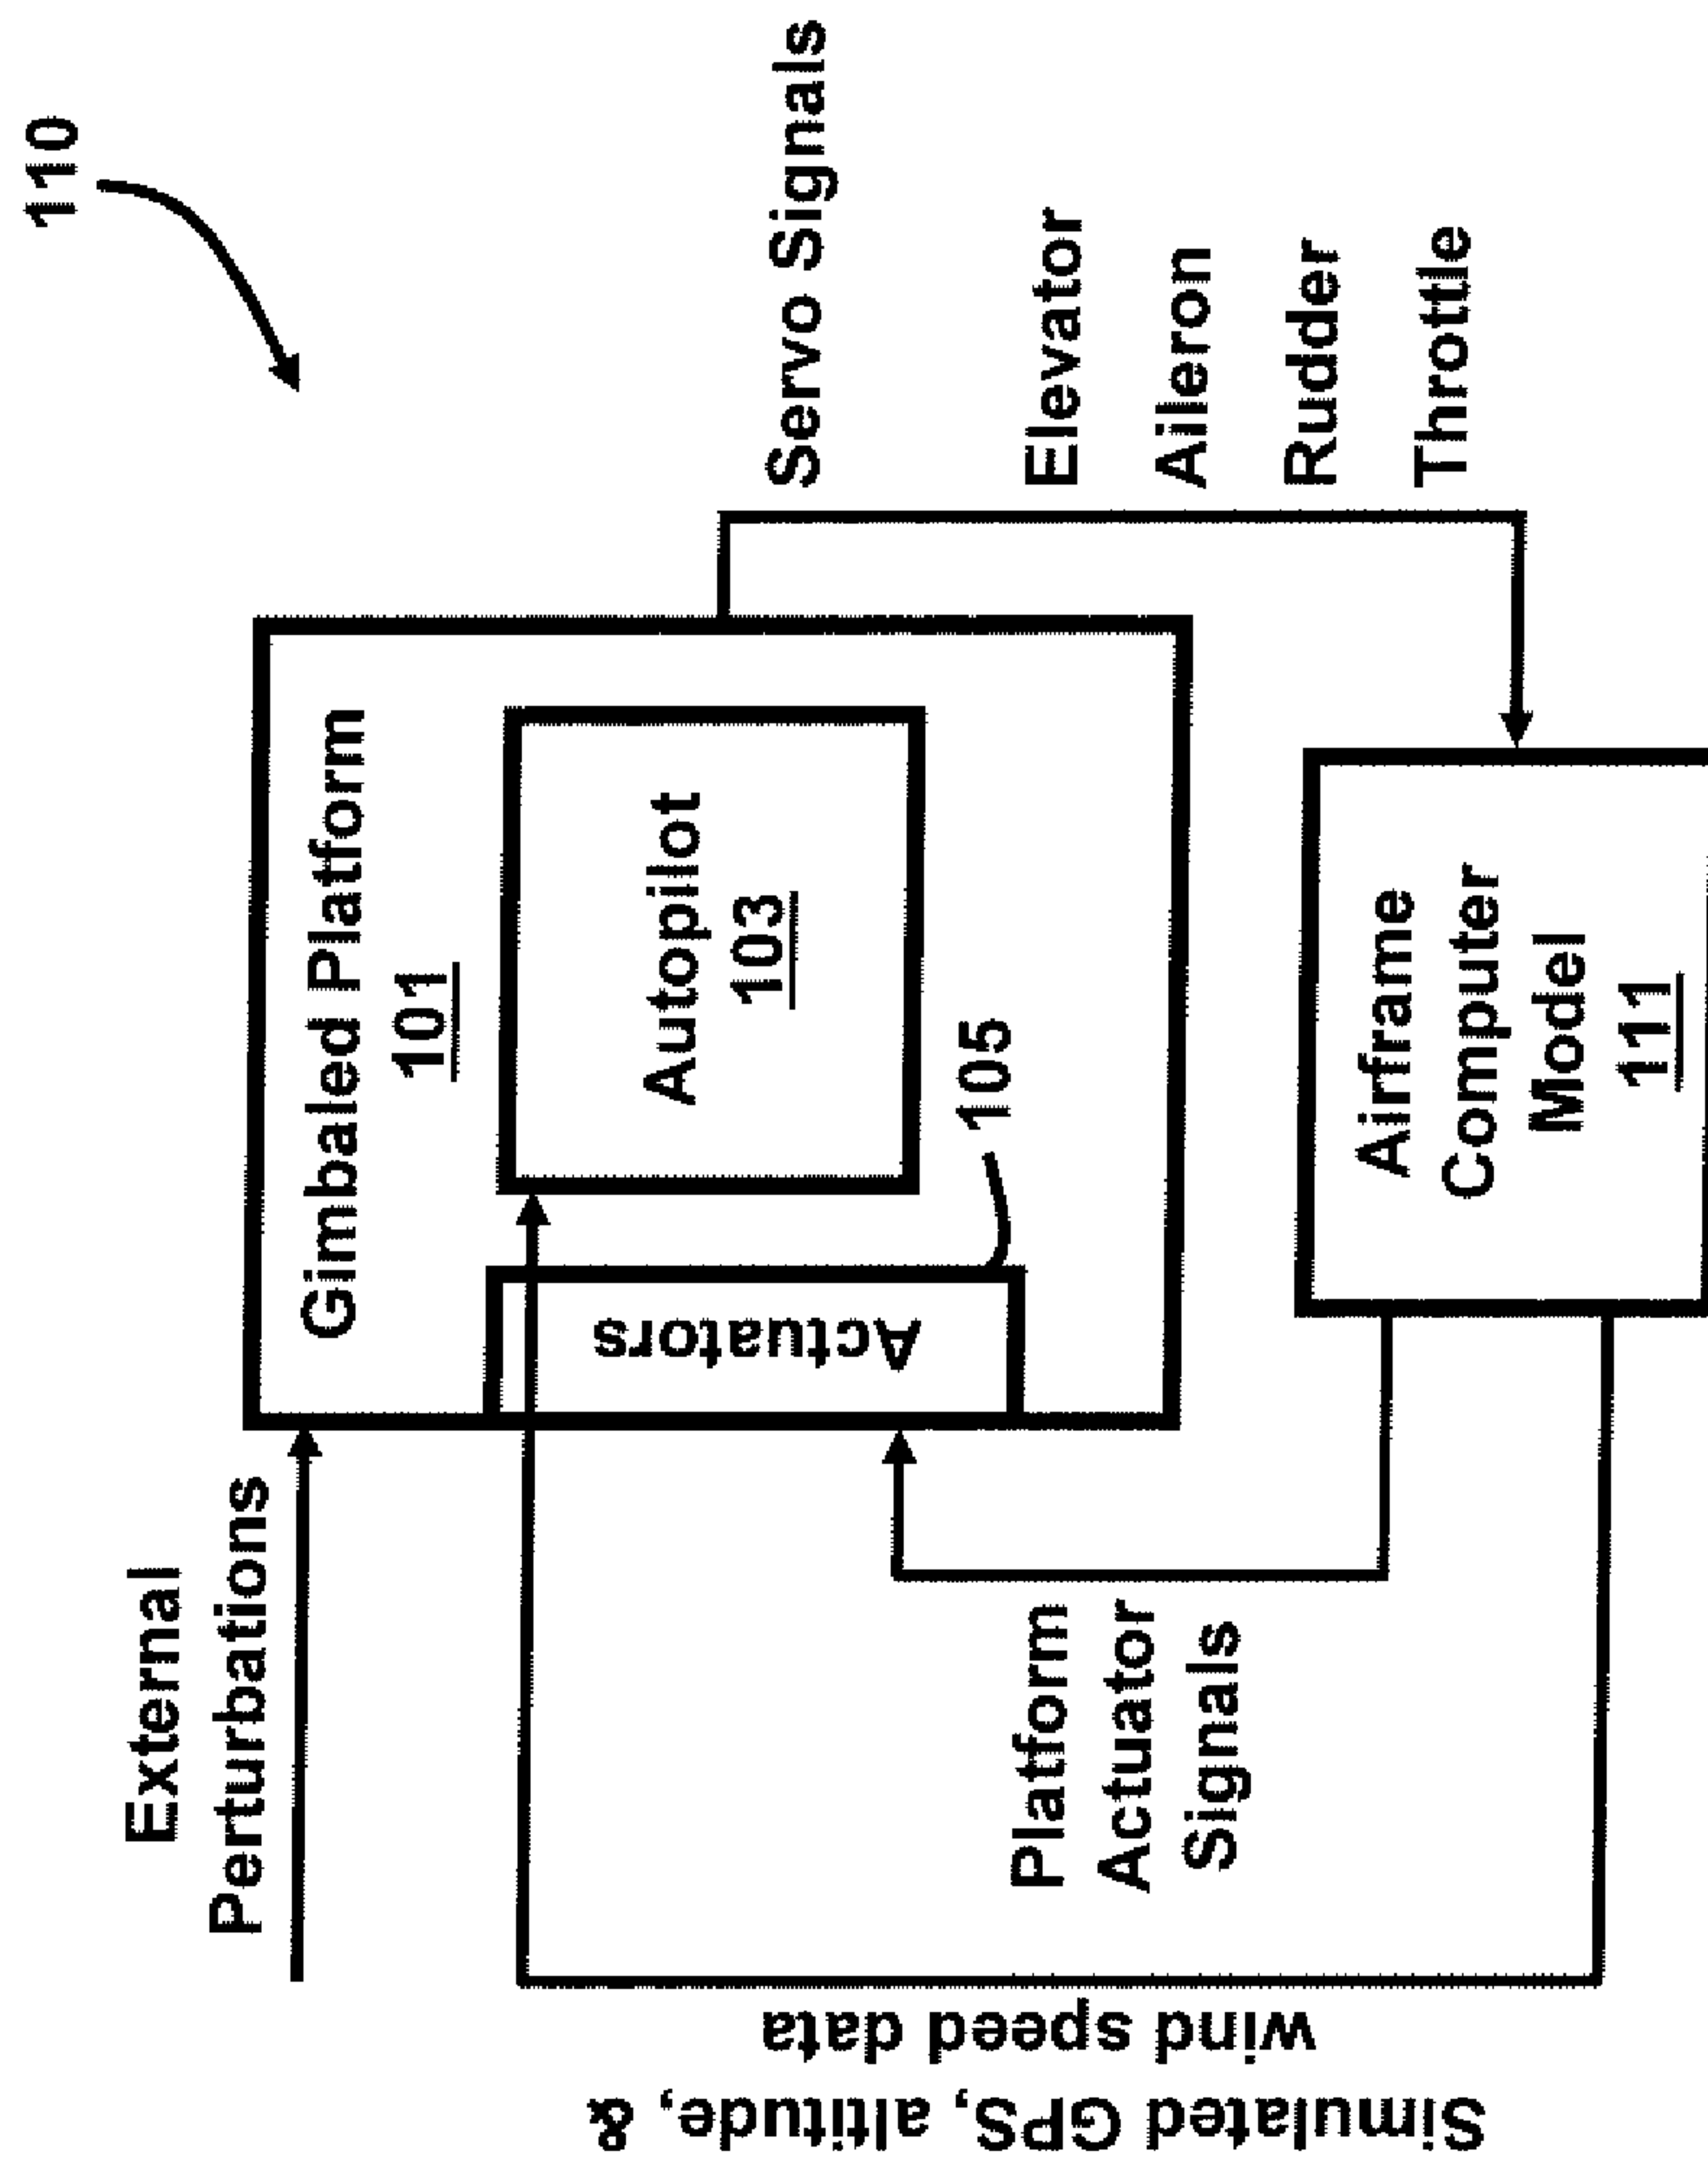 110
External
Perturbations
Gimbaled Platform
101
Servo Signals
Autopilot
103
Actuators
105
Elevator
Aileron
Rudder
Throttle
Platform
Actuator
Signals
Simulated GPS, altitude, &
wind speed data
Airframe
Computer
Model
111